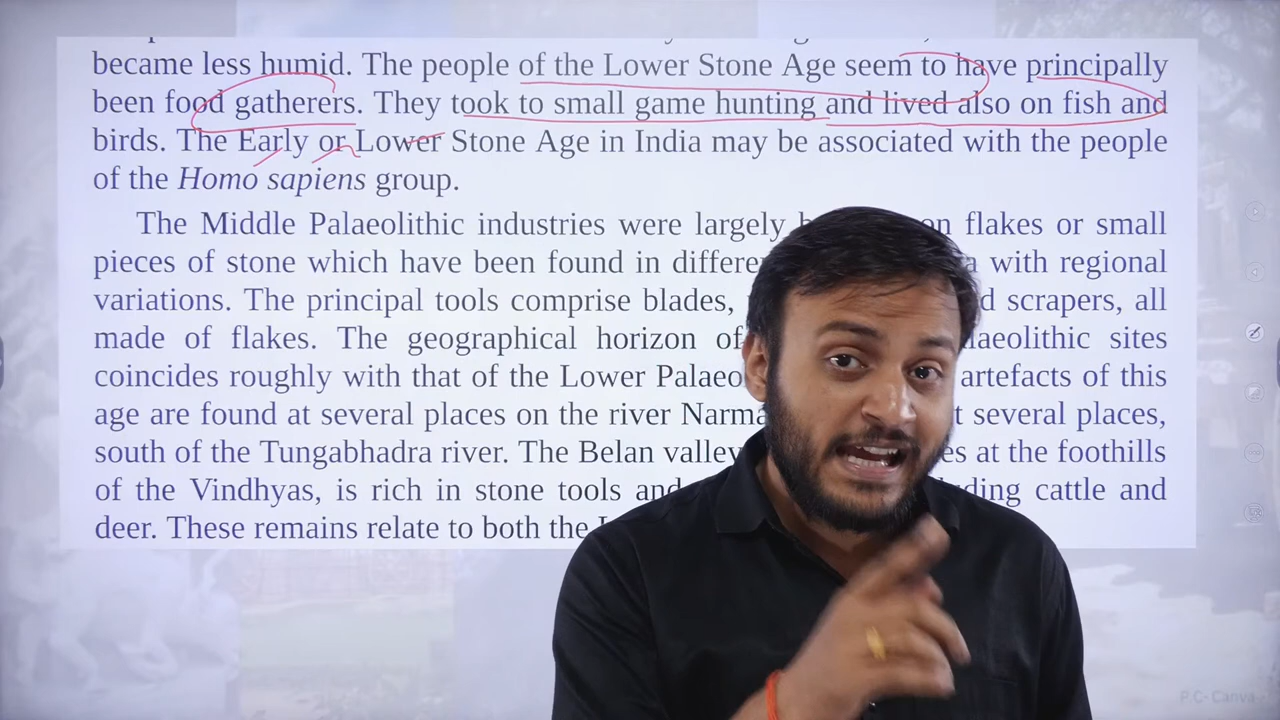 became less humid. The people of the Lower Stone Age seem to have principally
been food gatherers. They took to small game hunting and lived also on fish and
birds. The Early or Lower Stone Age in India may be associated with the people
of the Homo sapiens group.
The Middle Palaeolithic industries were largely on flakes or small
pieces of stone which have been found in with regional
variations. The principal tools comprise blades, scrapers, all
made of flakes. The geographical horizon of sites
coincides roughly with that of the Lower artefacts of this
age are found at several places on the river several places,
south of the Tungabhadra river. The Belan valley at the foothills
of the Vindhyas, is rich in stone tools and cattle and
deer. These remains relate to both the
P.C- Canva